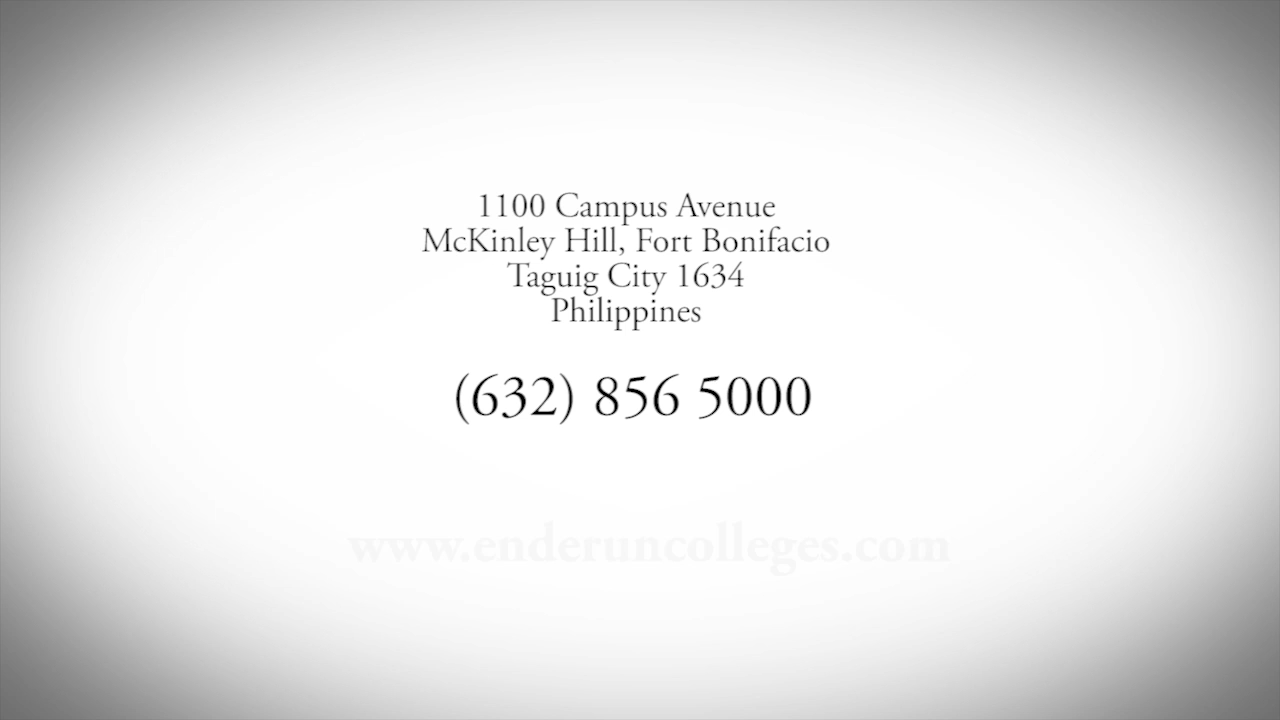 1100 Campus Avenue
McKinley Hill, Fort Bonifacio
Taguig City 1634
Philippines
(632) 856 5000
www.enderuncolleges.com